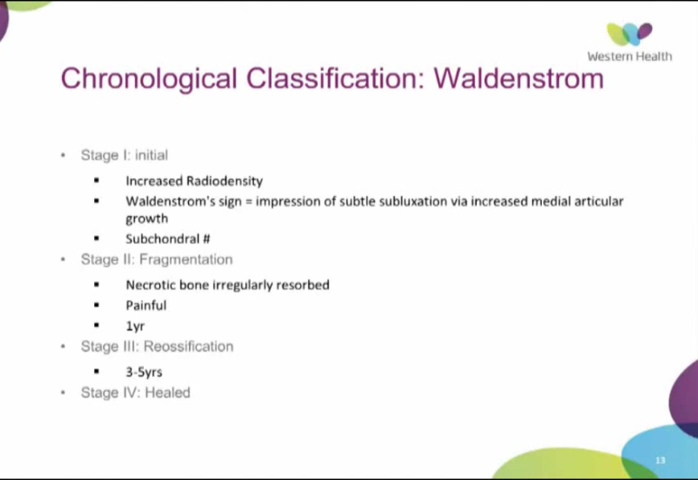 Western Health
Chronological Classification: Waldenstrom
• Stage I: initial
▪ Increased Radiodensity
▪ Waldenstrom's sign = impression of subtle subluxation via increased medial articular
growth
▪ Subchondral #
• Stage II: Fragmentation
▪ Necrotic bone irregularly resorbed
▪ Painful
▪ 1yr
• Stage III: Reossification
▪ 3-5yrs
• Stage IV: Healed
13